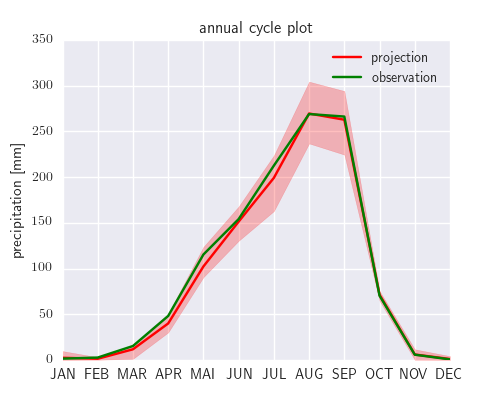 annual cycle plot
350
300
250
200
150
100
50
0
precipitation [mm]
projection
observation
JAN FEB MAR APR MAI JUN JUL AUG SEP OCT NOV DEC